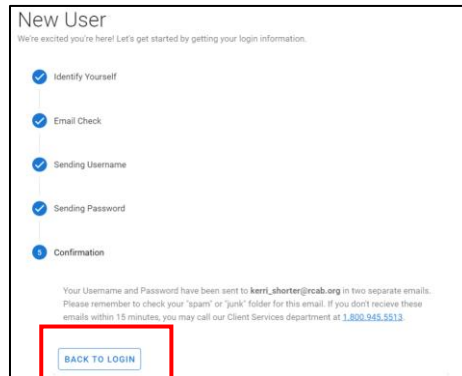 New User
We're excited you're here! Let's get started by getting your login information.
Identify Yourself
Email Check
Sending Username
Sending Password
5 Confirmation
Your Username and Password have been sent to kerri_shorter@rcab.org in two separate emails.
Please remember to check your "spam" or "junk" folder for this email. If you don't recieve these
emails within 15 minutes, you may call our Client Services department at 1.800.945.5513.
BACK TO LOGIN